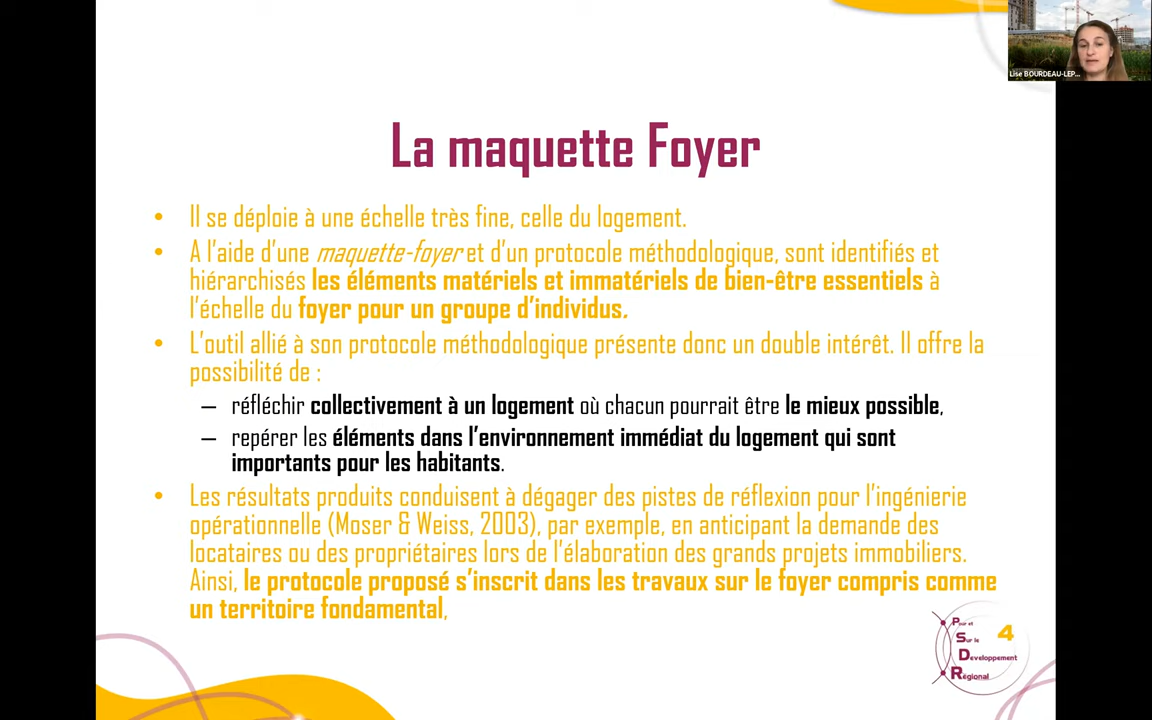 Lise BOURDEAU-LEP...
La maquette Foyer
• Il se déploie à une échelle très fine, celle du logement.
• A l'aide d'une maquette-foyer et d'un protocole méthodologique, sont identifiés et
hiérarchisés les éléments matériels et immatériels de bien-être essentiels à
l'échelle du foyer pour un groupe d'individus.
• L'outil allié à son protocole méthodologique présente donc un double intérêt. Il offre la
possibilité de :
– réfléchir collectivement à un logement où chacun pourrait être le mieux possible,
– repérer les éléments dans l'environnement immédiat du logement qui sont
importants pour les habitants.
• Les résultats produits conduisent à dégager des pistes de réflexion pour l'ingénierie
opérationnelle (Moser & Weiss, 2003), par exemple, en anticipant la demande des
locataires ou des propriétaires lors de l'élaboration des grands projets immobiliers.
Ainsi, le protocole proposé s'inscrit dans les travaux sur le foyer compris comme
un territoire fondamental,
Pour et
Sur le
4
Développement
Régional